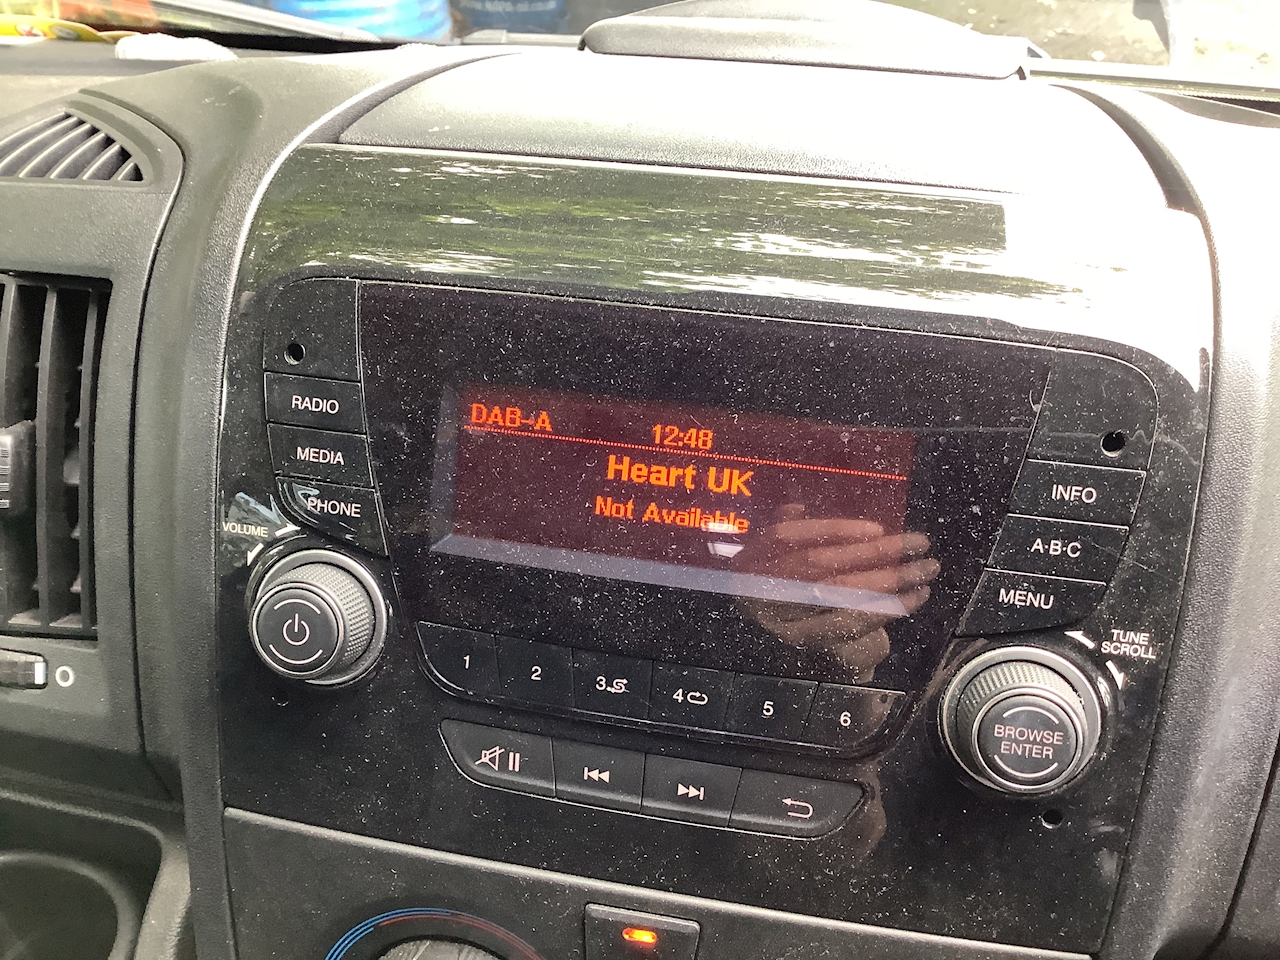 RADIO
MEDIA
PHONE
VOLUME
DAB-A
12:48
Heart UK
Not Available
INFO
A·B·C
MENU
TUNE
SCROLL
1
2
3
4
5
6
BROWSE
ENTER
O